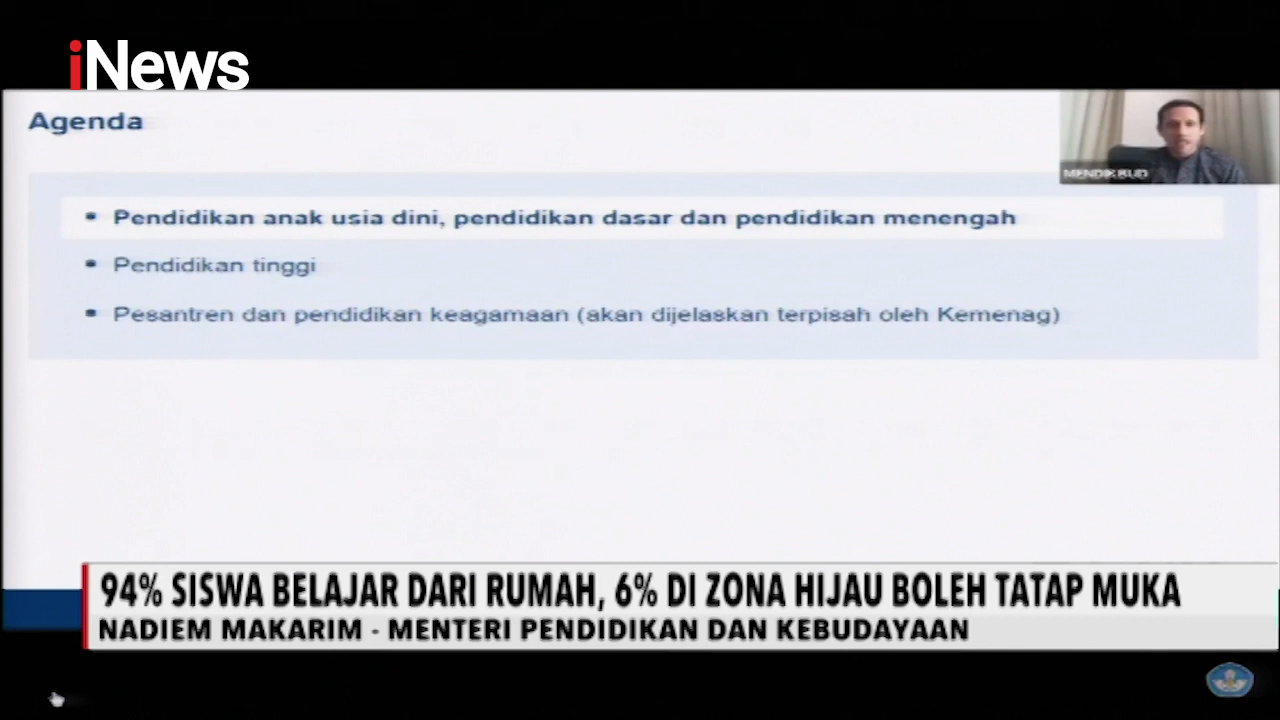 iNews
Agenda
MENDIKBUD
• Pendidikan anak usia dini, pendidikan dasar dan pendidikan menengah
• Pendidikan tinggi
• Pesantren dan pendidikan keagamaan (akan dijelaskan terpisah oleh Kemenag)
94% SISWA BELAJAR DARI RUMAH, 6% DI ZONA HIJAU BOLEH TATAP MUKA
NADIEM MAKARIM - MENTERI PENDIDIKAN DAN KEBUDAYAAN